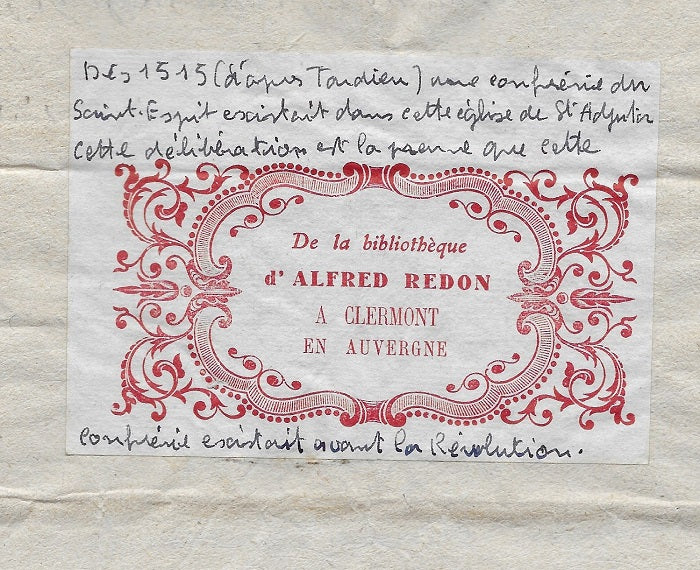 Dès 1515 (d'après Tardieu) une confrérie du
Saint-Esprit existait dans cette église de St Adjutor
cette délibération est la preuve que cette
De la bibliothèque
d'ALFRED REDON
A CLERMONT
EN AUVERGNE
confrérie existait avant la Révolution.